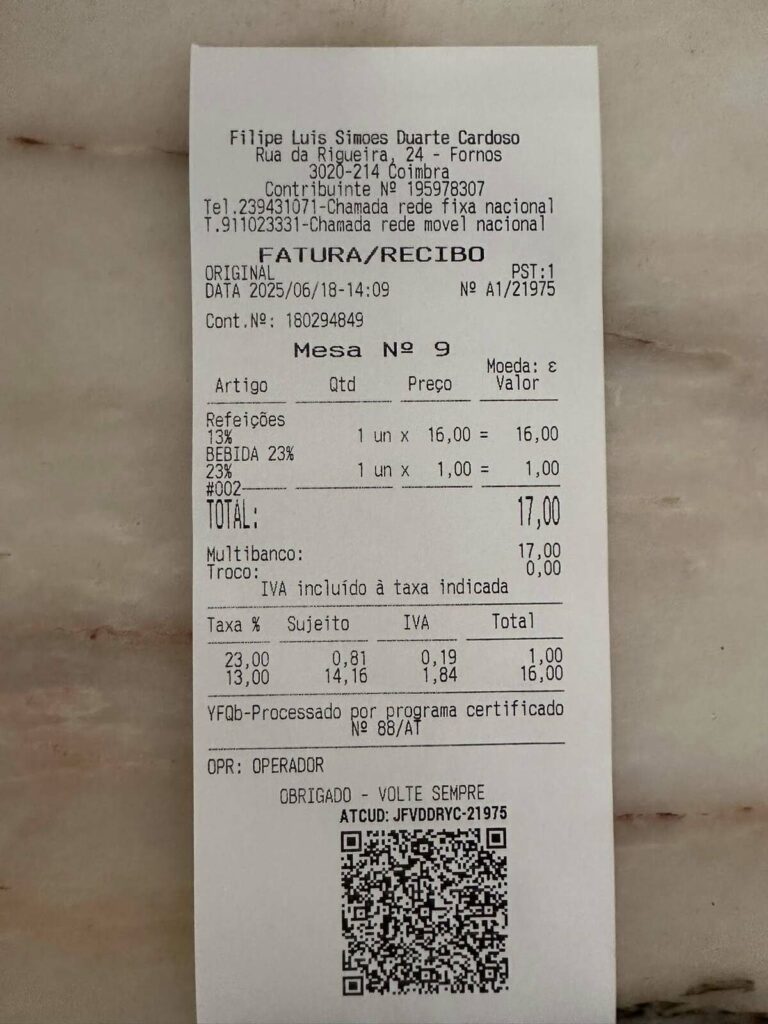 Filipe Luis Simoes Duarte Cardoso
Rua da Rigueira, 24 - Fornos
3020-214 Coimbra
Contribuinte Nº 195978307
Tel.239431071-Chamada rede fixa nacional
T.911023331-Chamada rede movel nacional
FATURA/RECIBO
ORIGINAL PST:1
DATA 2025/06/18-14:09 Nº A1/21975
Cont.Nº: 180294849
Mesa Nº 9
Moeda: €
Artigo Qtd Preço Valor
Refeições
13% 1 un x 16,00 = 16,00
BEBIDA 23%
23% 1 un x 1,00 = 1,00
#002
TOTAL: 17,00
Multibanco: 17,00
Troco: 0,00
IVA incluído à taxa indicada
Taxa % Sujeito IVA Total
23,00 0,81 0,19 1,00
13,00 14,16 1,84 16,00
YFQb-Processado por programa certificado
Nº 88/AT
OPR: OPERADOR
OBRIGADO - VOLTE SEMPRE
ATCUD: JFVDDRYC-21975